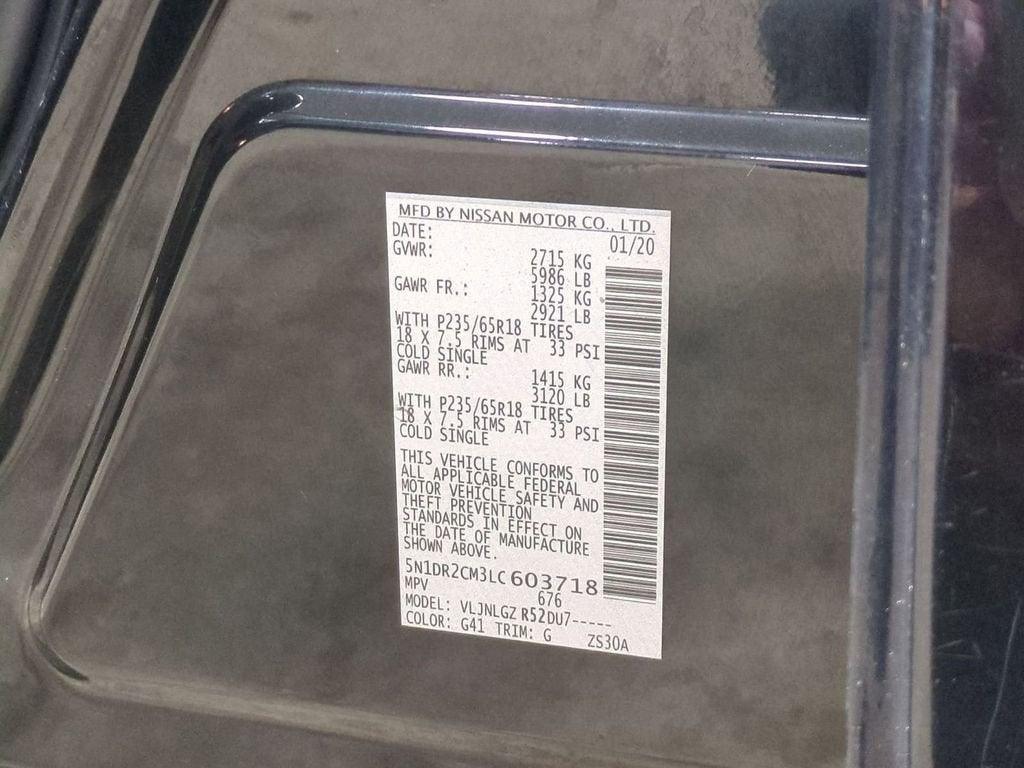 MFD BY NISSAN MOTOR CO., LTD.
DATE: 01/20
GVWR: 2715 KG
5986 LB
GAWR FR.: 1325 KG
2921 LB
WITH P235/65R18 TIRES
18 X 7.5 RIMS AT 33 PSI
COLD SINGLE
GAWR RR.: 1415 KG
3120 LB
WITH P235/65R18 TIRES
18 X 7.5 RIMS AT 33 PSI
COLD SINGLE
THIS VEHICLE CONFORMS TO
ALL APPLICABLE FEDERAL
MOTOR VEHICLE SAFETY AND
THEFT PREVENTION
STANDARDS IN EFFECT ON
THE DATE OF MANUFACTURE
SHOWN ABOVE.
5N1DR2CM3LC603718
MPV 676
MODEL: VLJNLGZ R52DU7-----
COLOR: G41 TRIM: G ZS30A